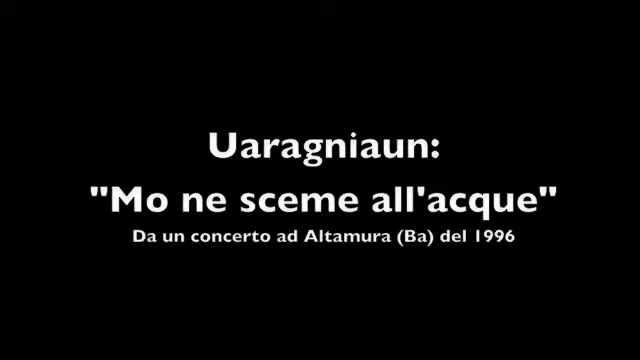 Uaragniaun:
"Mo ne sceme all'acque"
Da un concerto ad Altamura (Ba) del 1996